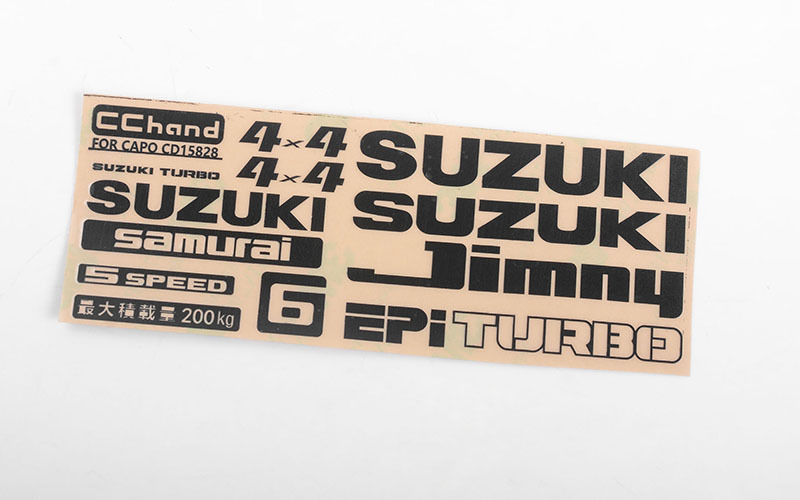 CChand
FOR CAPO CD15828
SUZUKI TURBO
SUZUKI
samurai
5 SPEED
最大積載量 200kg
4x4
4x4
6
SUZUKI
SUZUKI
Jimny
EPi TURBO